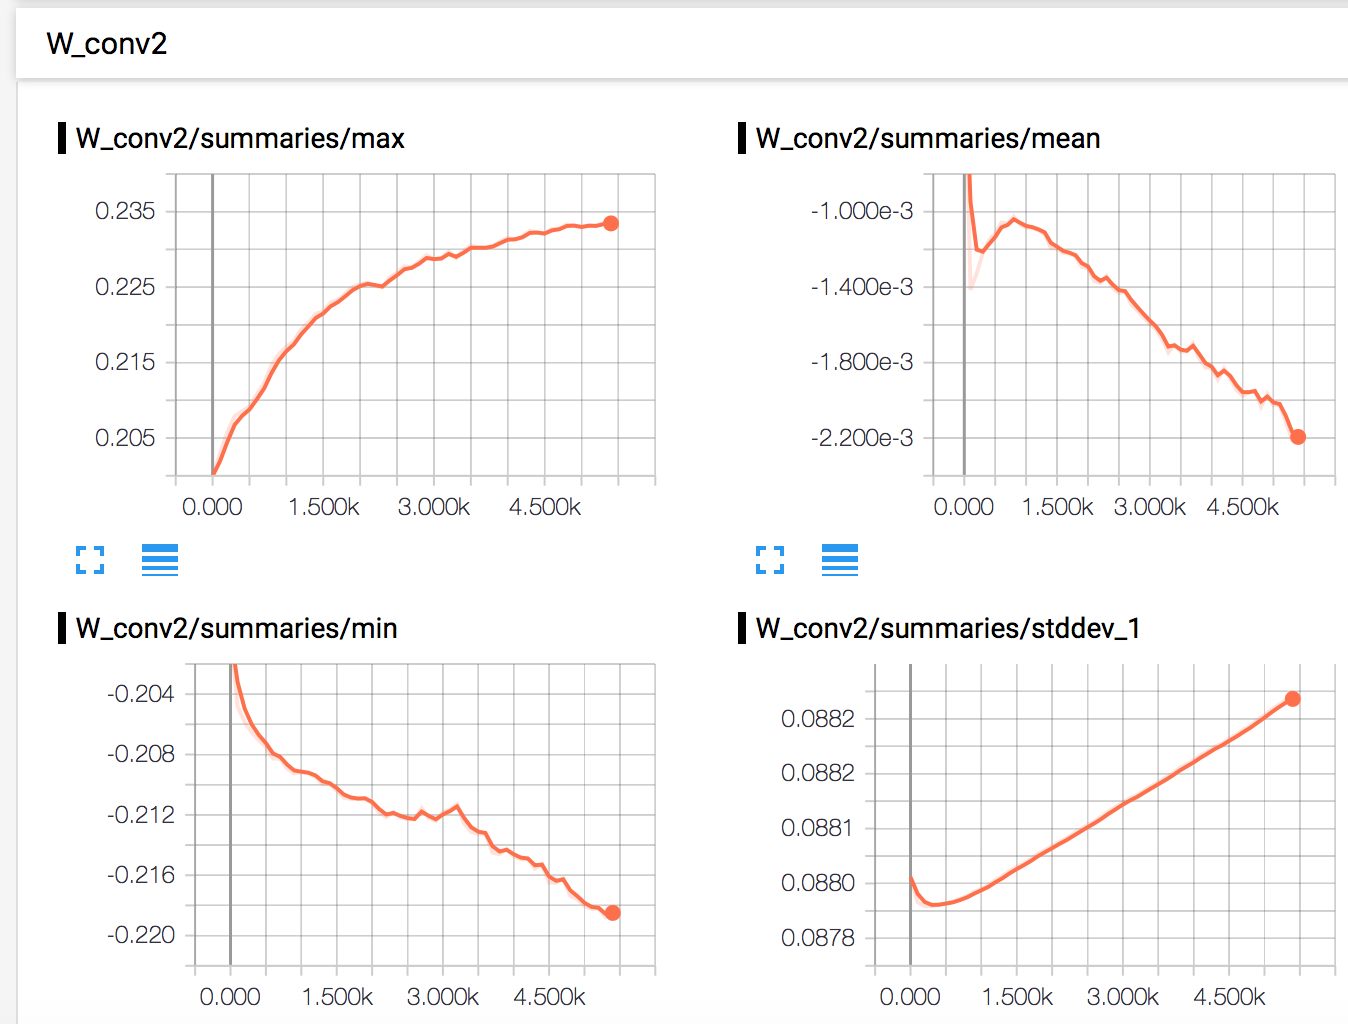 W_conv2
W_conv2/summaries/max
0.235
0.225
0.215
0.205
0.000 1.500k 3.000k 4.500k
W_conv2/summaries/mean
-1.000e-3
-1.400e-3
-1.800e-3
-2.200e-3
0.000 1.500k 3.000k 4.500k
W_conv2/summaries/min
-0.204
-0.208
-0.212
-0.216
-0.220
0.000 1.500k 3.000k 4.500k
W_conv2/summaries/stddev_1
0.0882
0.0882
0.0881
0.0880
0.0878
0.000 1.500k 3.000k 4.500k